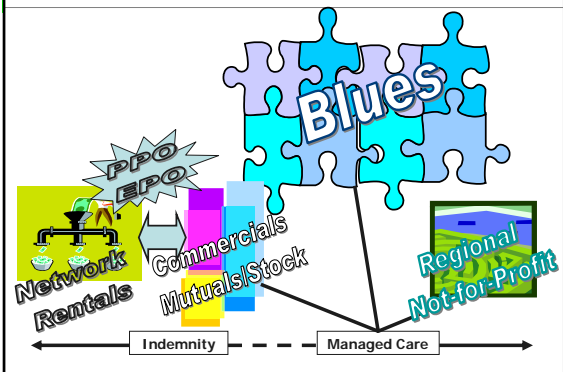 Blues
PPO
EPO
Network
Rentals
Commercials
Mutuals/Stock
Regional
Not-for-Profit
Indemnity
Managed Care